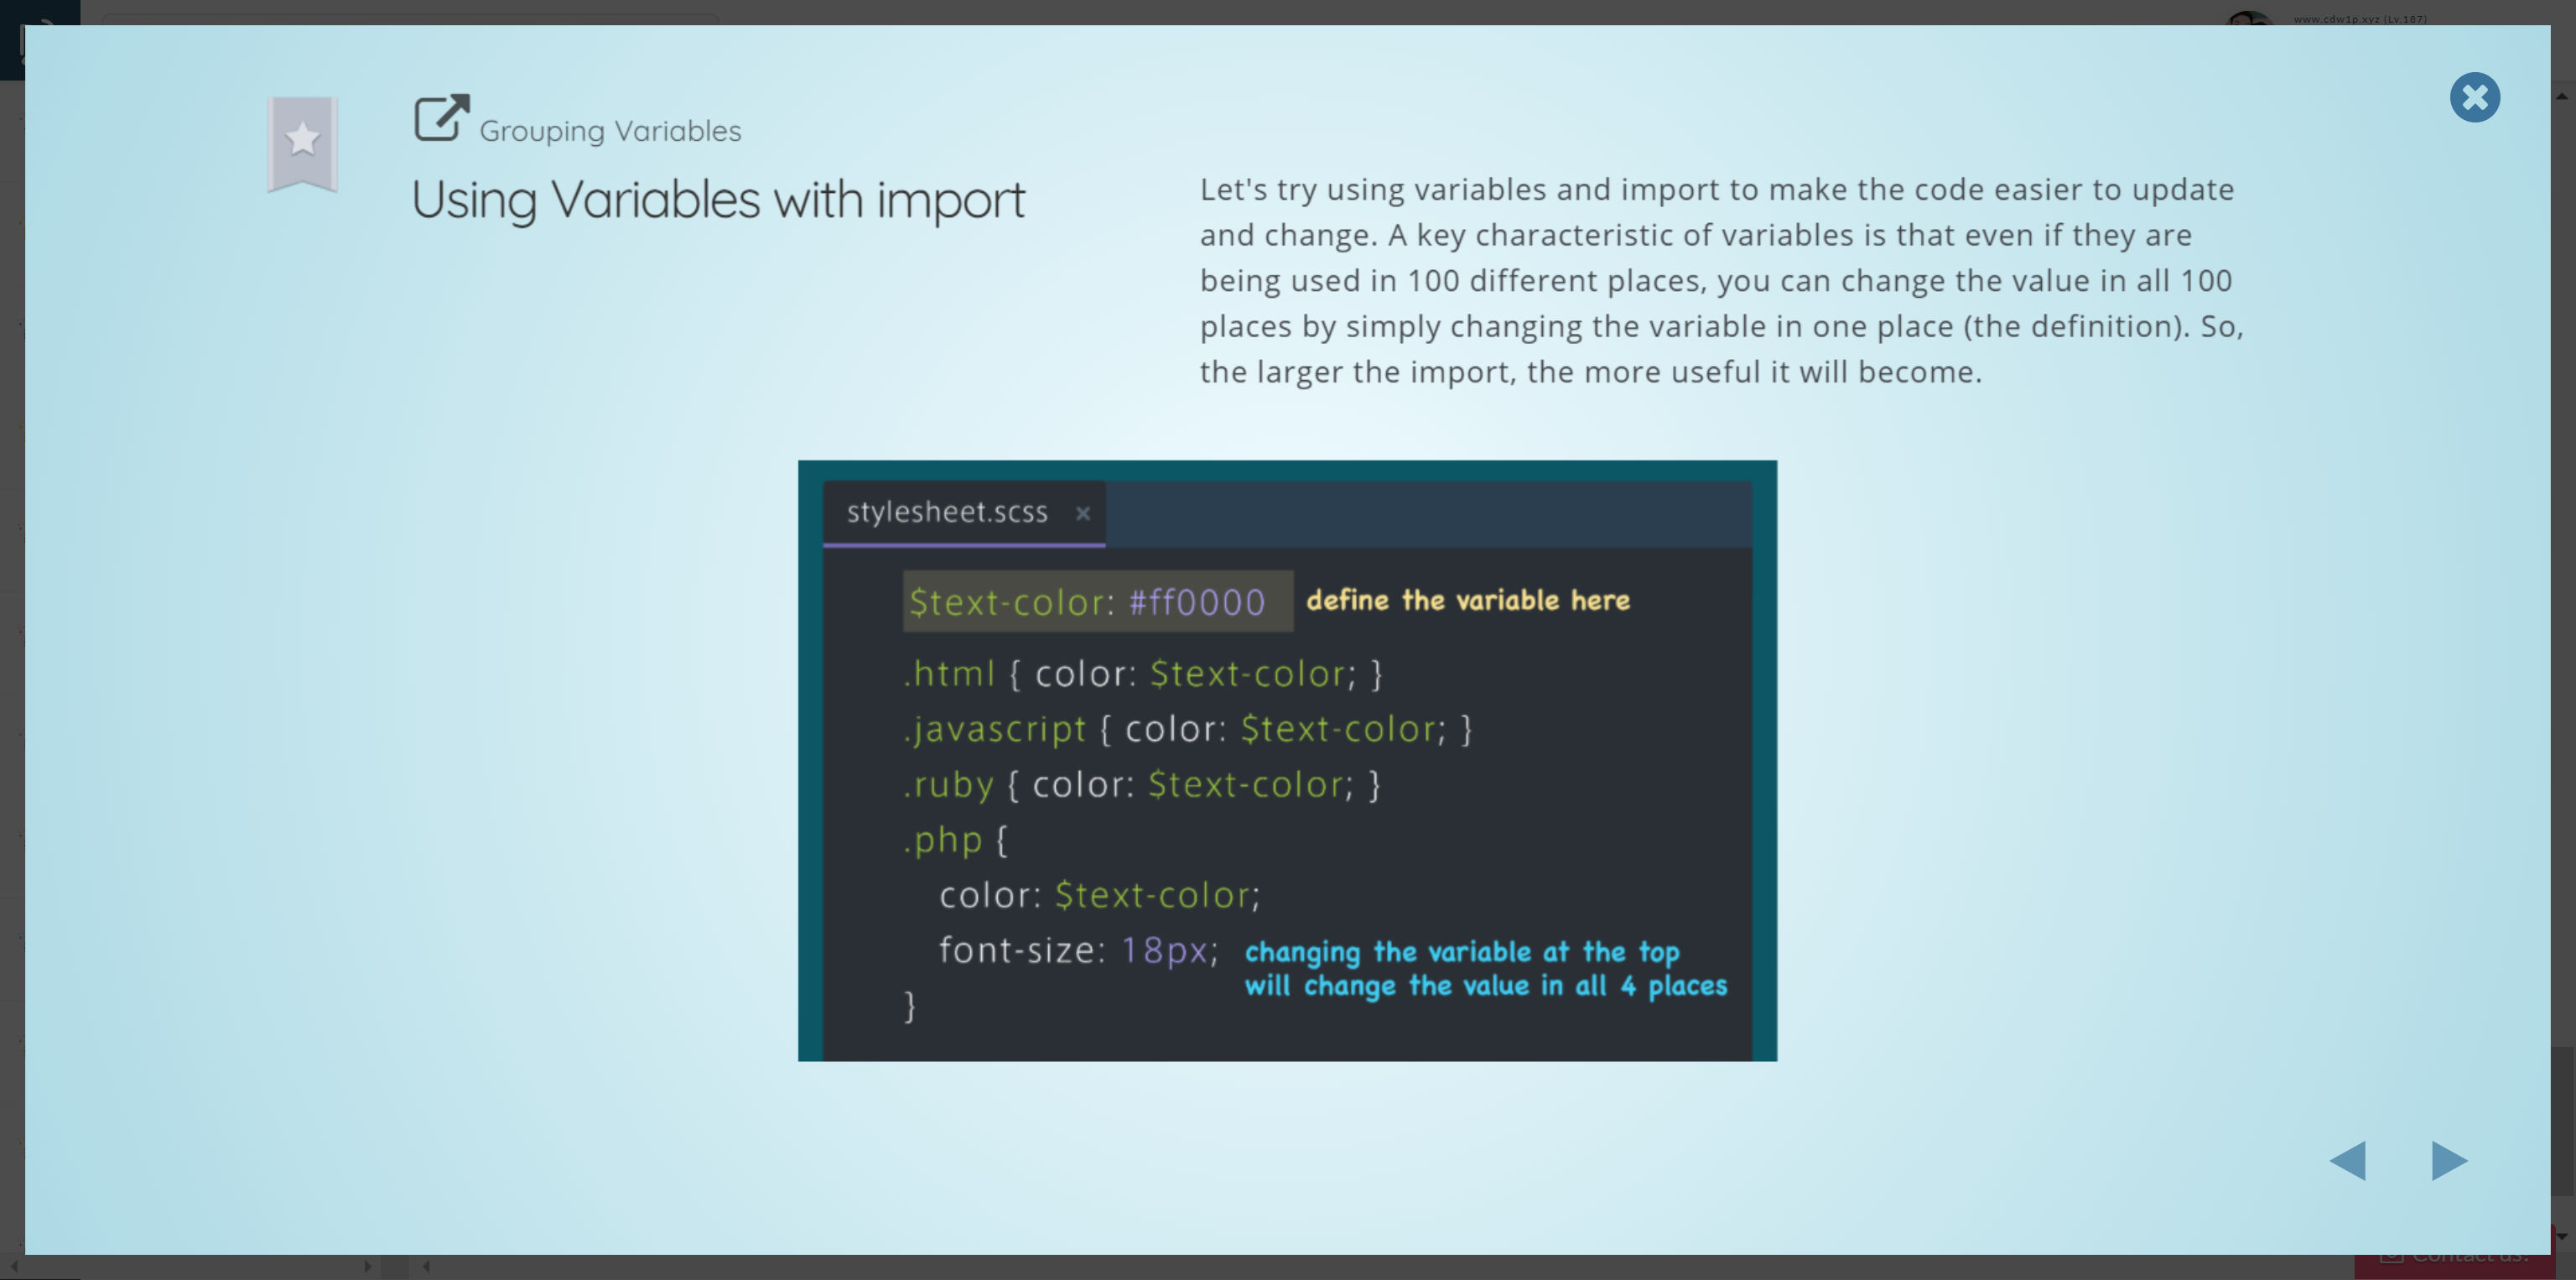 www.cdw1p.xyz (Lv.187)
Grouping Variables
Using Variables with import
Let's try using variables and import to make the code easier to update
and change. A key characteristic of variables is that even if they are
being used in 100 different places, you can change the value in all 100
places by simply changing the variable in one place (the definition). So,
the larger the import, the more useful it will become.
stylesheet.scss ×
$text-color: #ff0000 define the variable here
.html { color: $text-color; }
.javascript { color: $text-color; }
.ruby { color: $text-color; }
.php {
color: $text-color;
font-size: 18px; changing the variable at the top
will change the value in all 4 places
}
Contact us!